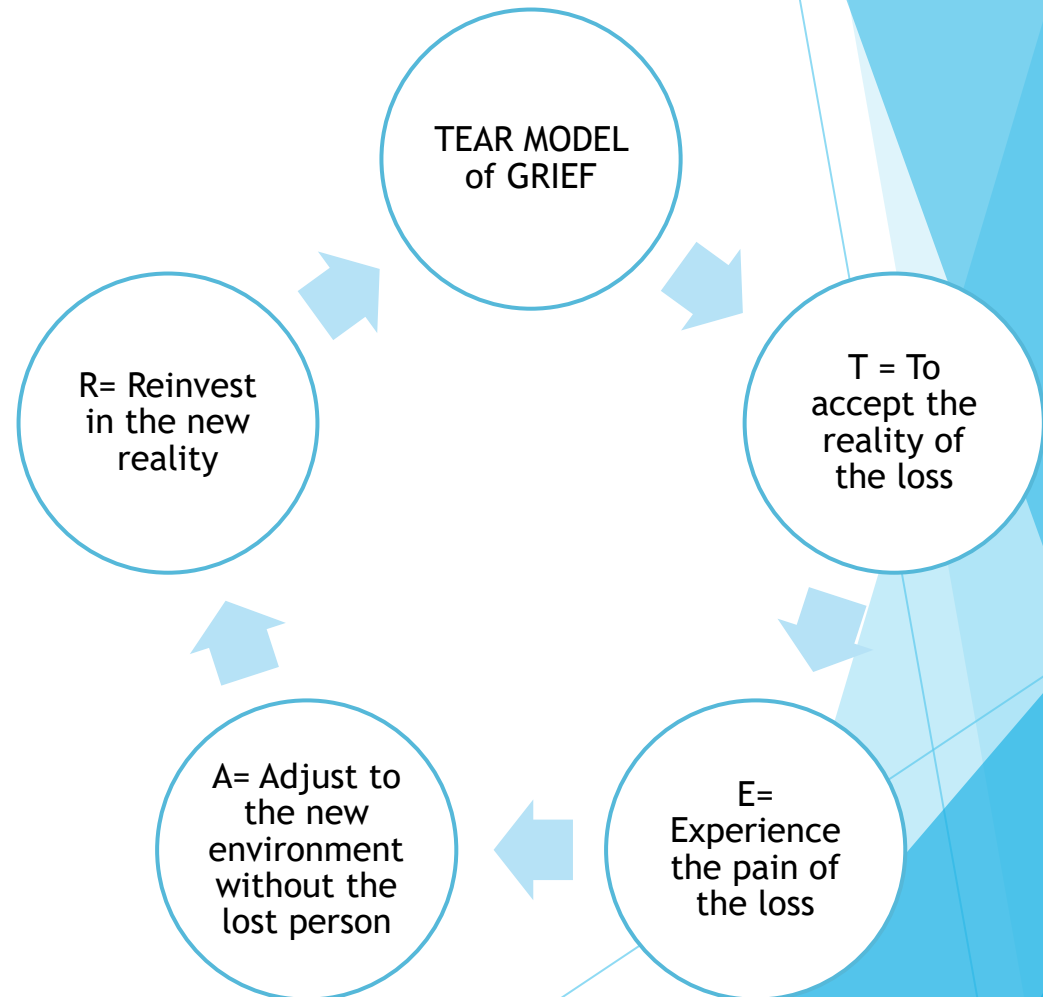 TEAR MODEL
of GRIEF
T = To
accept the
reality of
the loss
E=
Experience
the pain of
the loss
A= Adjust to
the new
environment
without the
lost person
R= Reinvest
in the new
reality